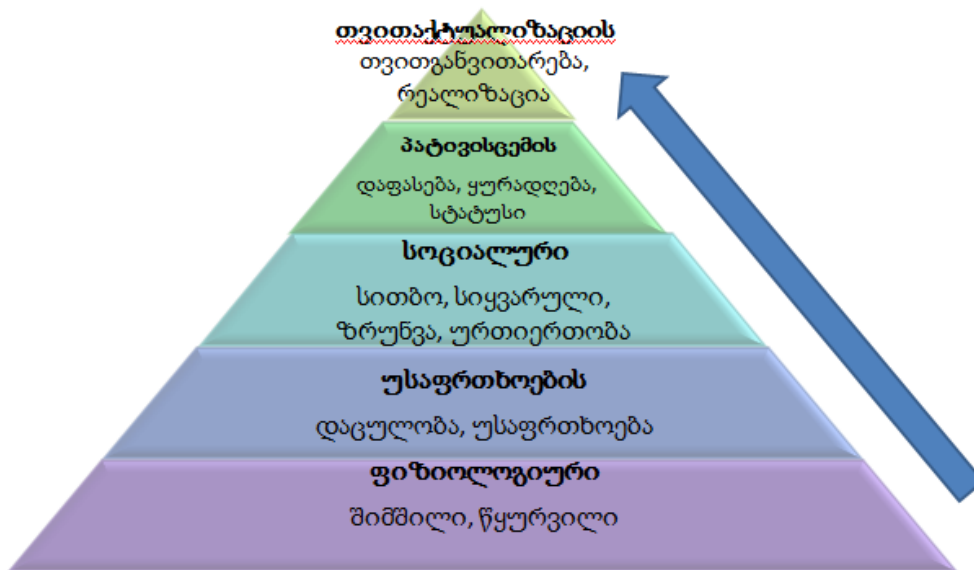 თვითაქტუალიზაციის
თვითგანვითარება,
რეალიზაცია
პატივისცემის
დაფასება, ყურადღება,
სტატუსი
სოციალური
სითბო, სიყვარული,
ზრუნვა, ურთიერთობა
უსაფრთხოების
დაცულობა, უსაფრთხოება
ფიზიოლოგიური
შიმშილი, წყურვილი